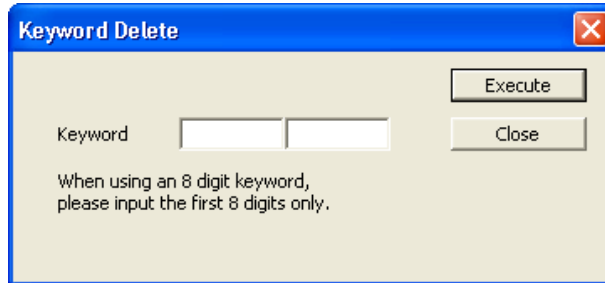 Keyword Delete
Execute
Keyword
Close
When using an 8 digit keyword,
please input the first 8 digits only.